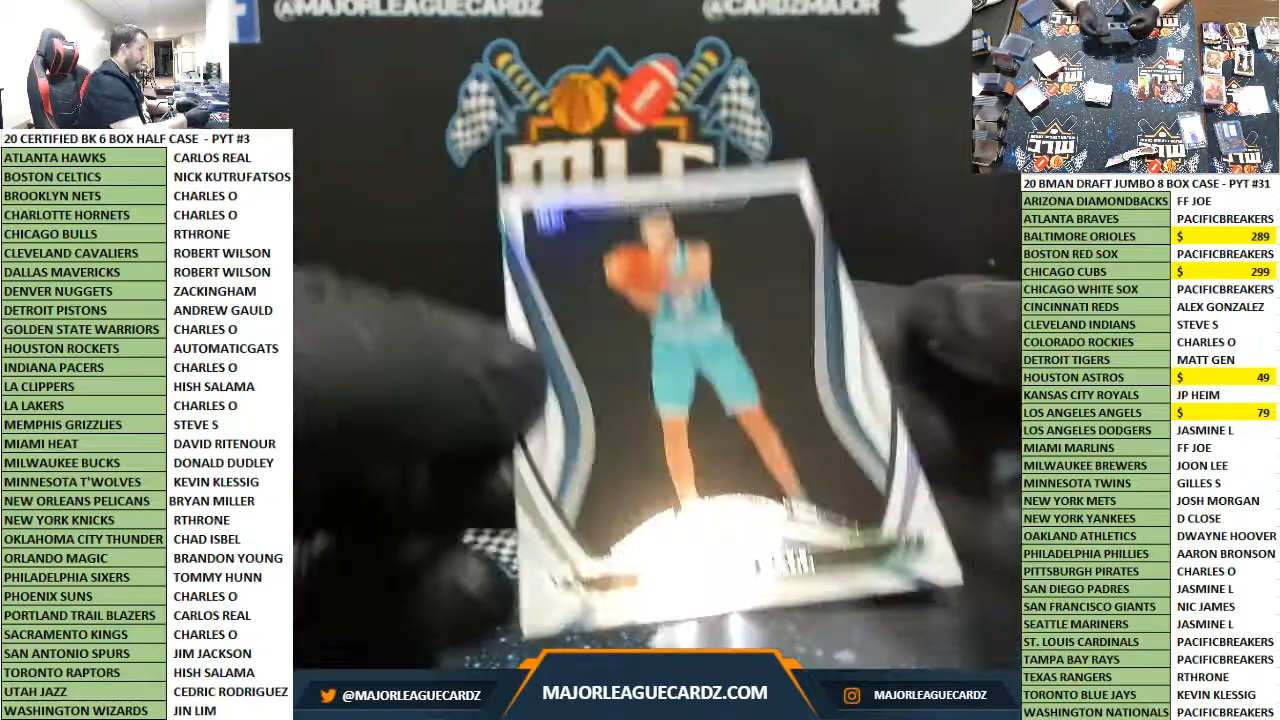 @MAJORLEAGUECARDZ
@CARDZMAJOR
MLC
20 CERTIFIED BK 6 BOX HALF CASE - PYT #3
ATLANTA HAWKS CARLOS REAL
BOSTON CELTICS NICK KUTRUFATSOS
BROOKLYN NETS CHARLES O
CHARLOTTE HORNETS CHARLES O
CHICAGO BULLS RTHRONE
CLEVELAND CAVALIERS ROBERT WILSON
DALLAS MAVERICKS ROBERT WILSON
DENVER NUGGETS ZACKINGHAM
DETROIT PISTONS ANDREW GAULD
GOLDEN STATE WARRIORS CHARLES O
HOUSTON ROCKETS AUTOMATICGATS
INDIANA PACERS CHARLES O
LA CLIPPERS HISH SALAMA
LA LAKERS CHARLES O
MEMPHIS GRIZZLIES STEVE S
MIAMI HEAT DAVID RITENOUR
MILWAUKEE BUCKS DONALD DUDLEY
MINNESOTA T'WOLVES KEVIN KLESSIG
NEW ORLEANS PELICANS BRYAN MILLER
NEW YORK KNICKS RTHRONE
OKLAHOMA CITY THUNDER CHAD ISBEL
ORLANDO MAGIC BRANDON YOUNG
PHILADELPHIA SIXERS TOMMY HUNN
PHOENIX SUNS CHARLES O
PORTLAND TRAIL BLAZERS CARLOS REAL
SACRAMENTO KINGS CHARLES O
SAN ANTONIO SPURS JIM JACKSON
TORONTO RAPTORS HISH SALAMA
UTAH JAZZ CEDRIC RODRIGUEZ
WASHINGTON WIZARDS JIN LIM
20 BMAN DRAFT JUMBO 8 BOX CASE - PYT #31
ARIZONA DIAMONDBACKS FF JOE
ATLANTA BRAVES PACIFICBREAKERS
BALTIMORE ORIOLES $ 289
BOSTON RED SOX PACIFICBREAKERS
CHICAGO CUBS $ 299
CHICAGO WHITE SOX PACIFICBREAKERS
CINCINNATI REDS ALEX GONZALEZ
CLEVELAND INDIANS STEVE S
COLORADO ROCKIES CHARLES O
DETROIT TIGERS MATT GEN
HOUSTON ASTROS $ 49
KANSAS CITY ROYALS JP HEIM
LOS ANGELES ANGELS $ 79
LOS ANGELES DODGERS JASMINE L
MIAMI MARLINS FF JOE
MILWAUKEE BREWERS JOON LEE
MINNESOTA TWINS GILLES S
NEW YORK METS JOSH MORGAN
NEW YORK YANKEES D CLOSE
OAKLAND ATHLETICS DWAYNE HOOVER
PHILADELPHIA PHILLIES AARON BRONSON
PITTSBURGH PIRATES CHARLES O
SAN DIEGO PADRES JASMINE L
SAN FRANCISCO GIANTS NIC JAMES
SEATTLE MARINERS JASMINE L
ST. LOUIS CARDINALS PACIFICBREAKERS
TAMPA BAY RAYS PACIFICBREAKERS
TEXAS RANGERS RTHRONE
TORONTO BLUE JAYS KEVIN KLESSIG
WASHINGTON NATIONALS PACIFICBREAKERS
@MAJORLEAGUECARDZ
MAJORLEAGUECARDZ.COM
MAJORLEAGUECARDZ